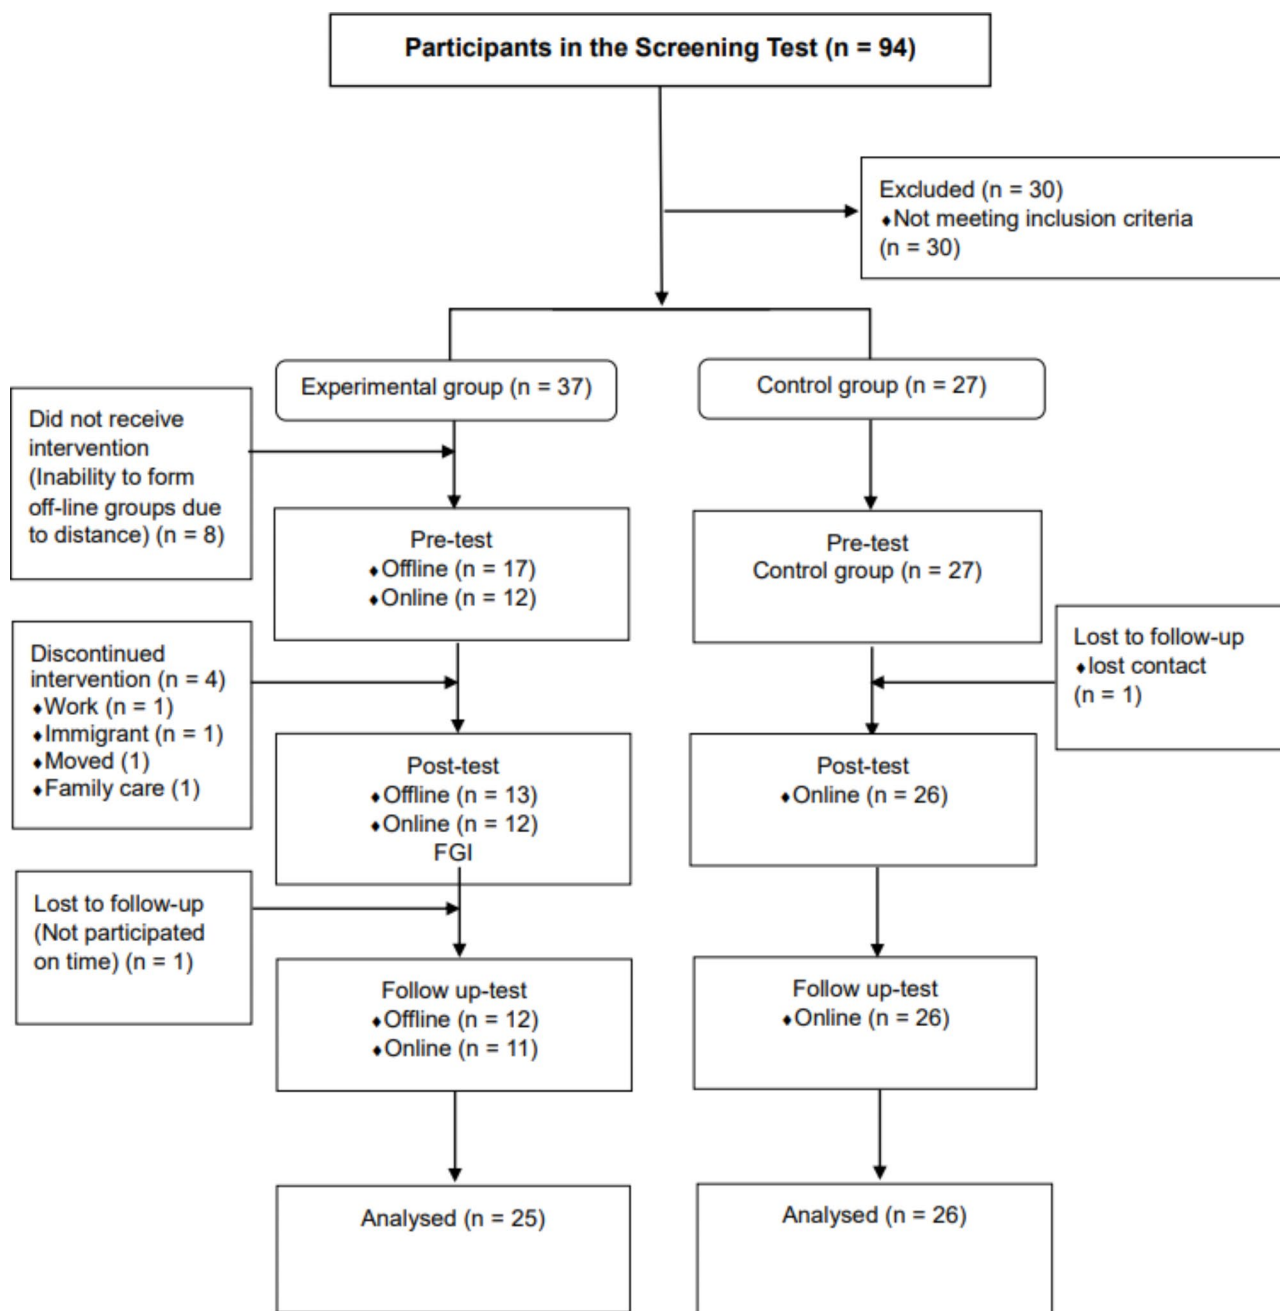 Participants in the Screening Test (n = 94)
Excluded (n = 30)
♦Not meeting inclusion criteria
(n = 30)
Experimental group (n = 37)
Control group (n = 27)
Did not receive
intervention
(Inability to form
off-line groups due
to distance) (n = 8)
Pre-test
♦Offline (n = 17)
♦Online (n = 12)
Pre-test
Control group (n = 27)
Discontinued
intervention (n = 4)
♦Work (n = 1)
♦Immigrant (n = 1)
♦Moved (1)
♦Family care (1)
Lost to follow-up
♦lost contact
(n = 1)
Post-test
♦Offline (n = 13)
♦Online (n = 12)
FGI
Post-test
♦Online (n = 26)
Lost to follow-up
(Not participated
on time) (n = 1)
Follow up-test
♦Offline (n = 12)
♦Online (n = 11)
Follow up-test
♦Online (n = 26)
Analysed (n = 25)
Analysed (n = 26)